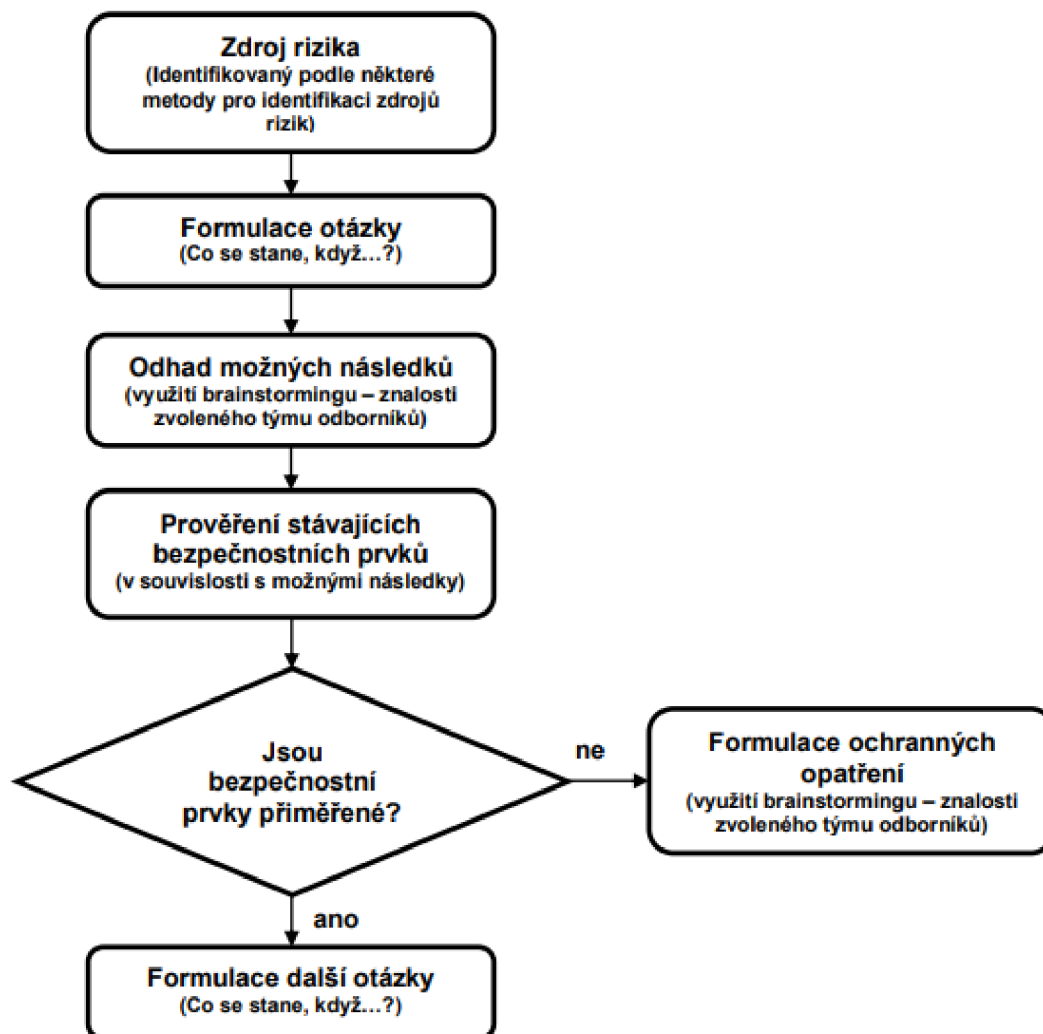 Zdroj rizika
(Identifikovaný podle některé
metody pro identifikaci zdrojů
rizik)
Formulace otázky
(Co se stane, když...?)
Odhad možných následků
(využití brainstormingu – znalosti
zvoleného týmu odborníků)
Prověření stávajících
bezpečnostních prvků
(v souvislosti s možnými následky)
Jsou
bezpečnostní
prvky přiměřené?
ne
Formulace ochranných
opatření
(využití brainstormingu – znalosti
zvoleného týmu odborníků)
ano
Formulace další otázky
(Co se stane, když...?)